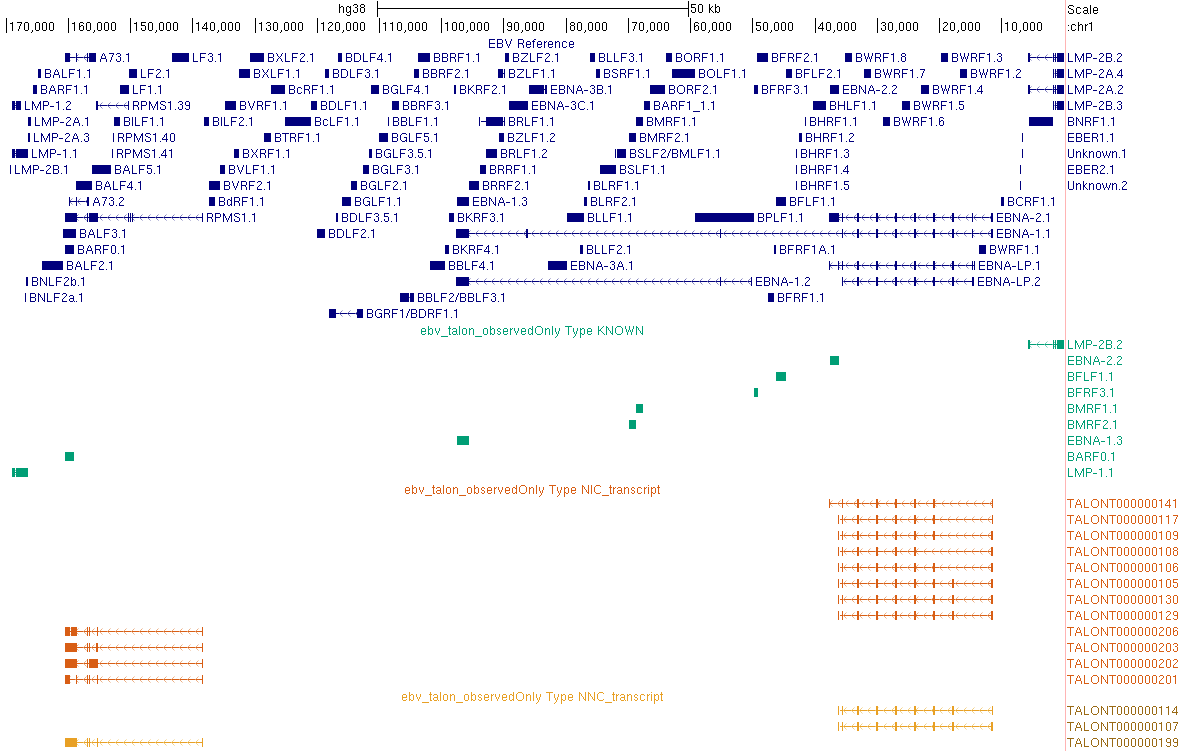 hg38 50 kb Scale
170,000 160,000 150,000 140,000 130,000 120,000 110,000 100,000 90,000 80,000 70,000 60,000 50,000 40,000 30,000 20,000 10,000 :chr1
EBV Reference
A73.1 LF3.1 BXLF2.1 BDLF4.1 BBRF1.1 BZLF2.1 BLLF3.1 BORF1.1 BFRF2.1 BWRF1.8 BWRF1.3 LMP-2B.2
BALF1.1 LF2.1 BXLF1.1 BDLF3.1 BBRF2.1 BZLF1.1 BSRF1.1 BOLF1.1 BFLF2.1 BWRF1.7 BWRF1.2 LMP-2A.4
BARF1.1 LF1.1 BcRF1.1 BGLF4.1 BKRF2.1 EBNA-3B.1 BORF2.1 BFRF3.1 EBNA-2.2 BWRF1.4 LMP-2A.2
LMP-1.2 RPMS1.39 BVRF1.1 BDLF1.1 BBRF3.1 EBNA-3C.1 BARF1_1.1 BHLF1.1 BWRF1.5 LMP-2B.3
LMP-2A.1 BILF1.1 BILF2.1 BcLF1.1 BBLF1.1 BRLF1.1 BMRF1.1 BHRF1.1 BWRF1.6 BNRF1.1
LMP-2A.3 RPMS1.40 BTRF1.1 BGLF5.1 BZLF1.2 BMRF2.1 BHRF1.2 EBER1.1
LMP-1.1 RPMS1.41 BXRF1.1 BGLF3.5.1 BRLF1.2 BSLF2/BMLF1.1 BHRF1.3 Unknown.1
LMP-2B.1 BALF5.1 BVLF1.1 BGLF3.1 BRRF1.1 BSLF1.1 BHRF1.4 EBER2.1
BALF4.1 BVRF2.1 BGLF2.1 BRRF2.1 BLRF1.1 BHRF1.5 Unknown.2
A73.2 BdRF1.1 BGLF1.1 EBNA-1.3 BLRF2.1 BFLF1.1 BCRF1.1
RPMS1.1 BDLF3.5.1 BKRF3.1 BLLF1.1 BPLF1.1 EBNA-2.1
BALF3.1 BDLF2.1 EBNA-1.1
BARF0.1 BKRF4.1 BLLF2.1 BFRF1A.1 BWRF1.1
BALF2.1 BBLF4.1 EBNA-3A.1 EBNA-LP.1
BNLF2b.1 EBNA-1.2 EBNA-LP.2
BNLF2a.1 BBLF2/BBLF3.1 BFRF1.1
BGRF1/BDRF1.1
ebv_talon_observedOnly Type KNOWN
LMP-2B.2
EBNA-2.2
BFLF1.1
BFRF3.1
BMRF1.1
BMRF2.1
EBNA-1.3
BARF0.1
LMP-1.1
ebv_talon_observedOnly Type NIC_transcript
TALONT000000141
TALONT000000117
TALONT000000109
TALONT000000108
TALONT000000106
TALONT000000105
TALONT000000130
TALONT000000129
TALONT000000206
TALONT000000203
TALONT000000202
TALONT000000201
ebv_talon_observedOnly Type NNC_transcript
TALONT000000114
TALONT000000107
TALONT000000199